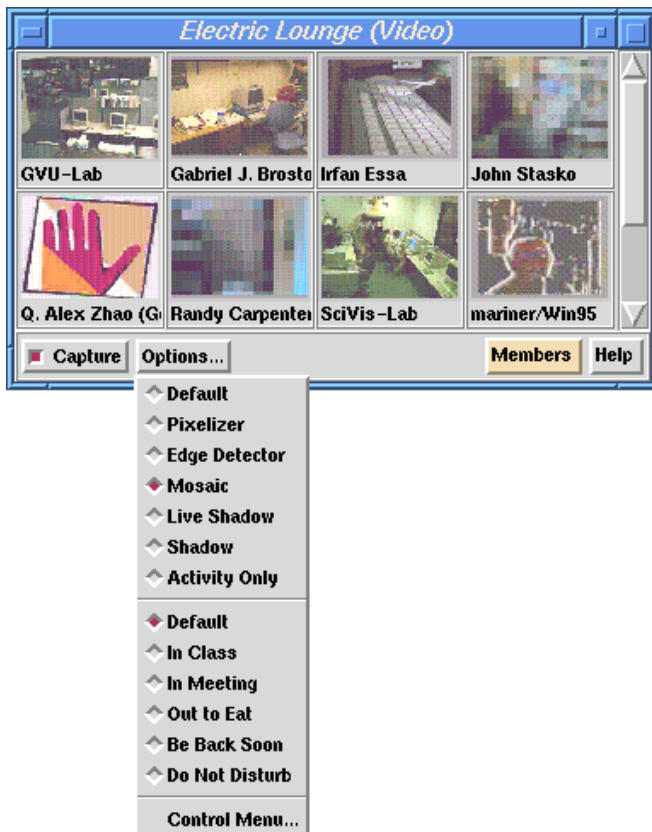 Electric Lounge (Video)
GVU-Lab
Gabriel J. Brosto
Irfan Essa
John Stasko
Q. Alex Zhao (G
Randy Carpenter
SciVis-Lab
mariner/Win95
Capture
Options...
Members
Help
Default
Pixelizer
Edge Detector
Mosaic
Live Shadow
Shadow
Activity Only
Default
In Class
In Meeting
Out to Eat
Be Back Soon
Do Not Disturb
Control Menu...